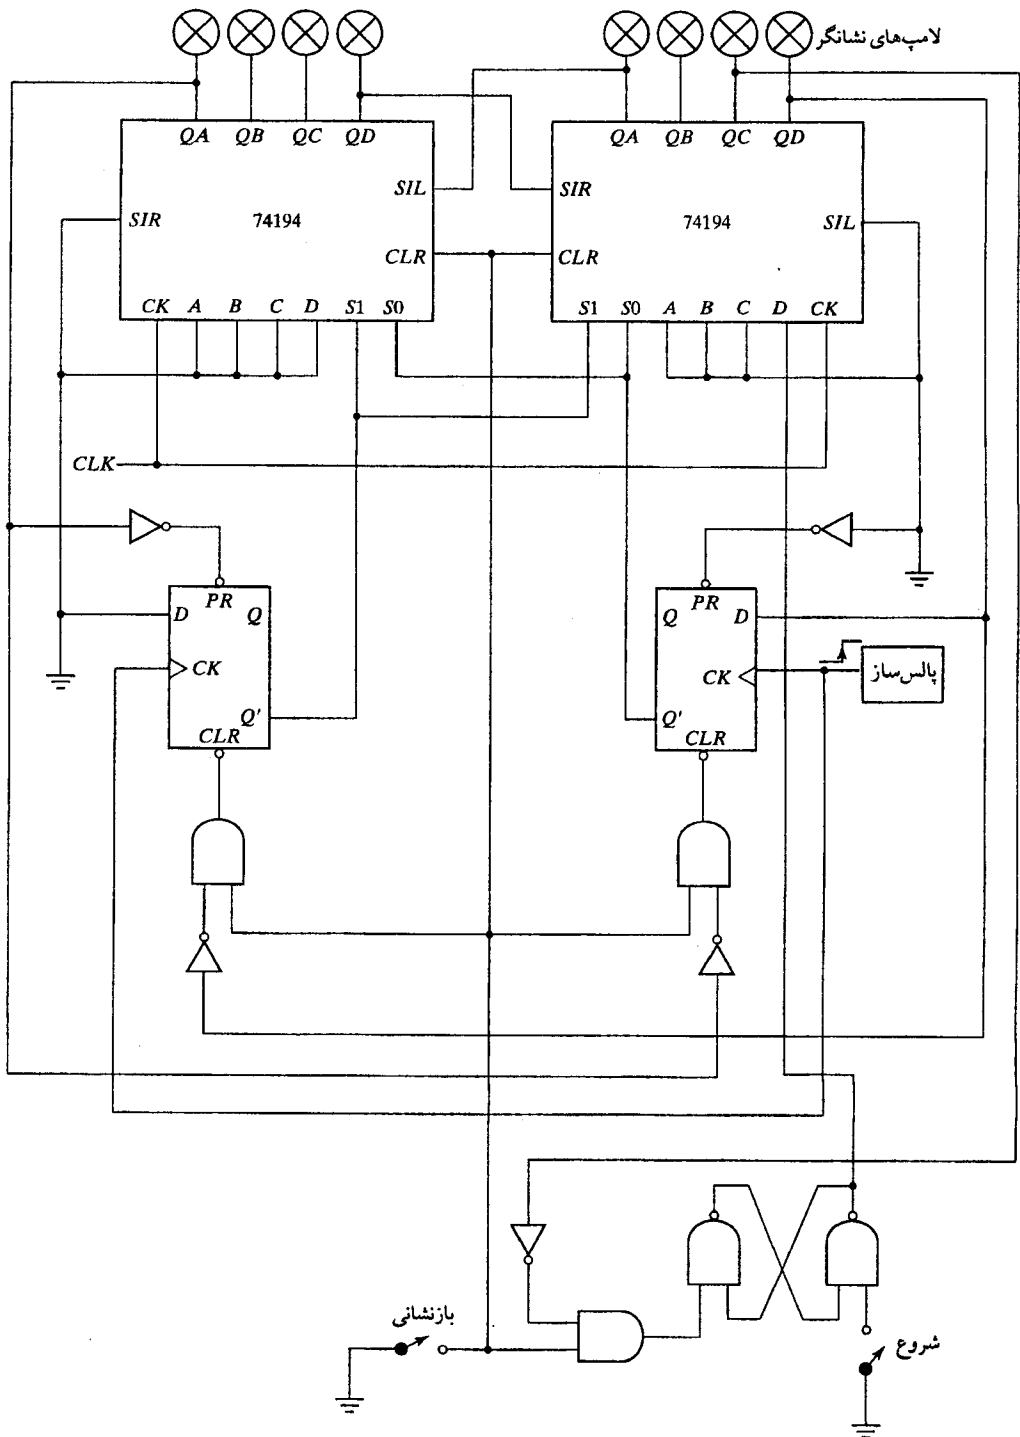 لامپ‌های نشانگر
QA QB QC QD
QA QB QC QD
SIL
SIR
SIR
74194
74194
SIL
CLR
CLR
CK A B C D S1 S0
S1 S0 A B C D CK
CLK
PR
PR
D Q
Q D
CK
CK
پالس‌ساز
Q'
Q'
CLR
CLR
بازنشانی
شروع